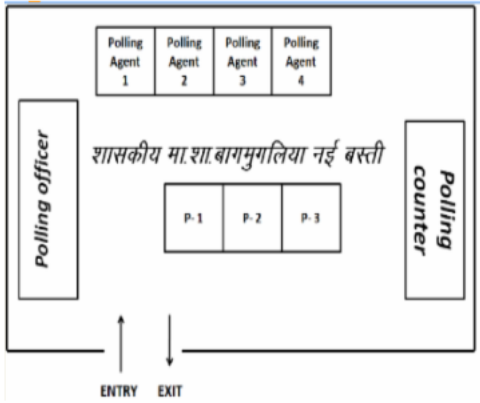 Polling Agent 1
Polling Agent 2
Polling Agent 3
Polling Agent 4
Polling officer
शासकीय मा.शा.बागमुगलिया नई बस्ती
Polling counter
P-1 P-2 P-3
ENTRY EXIT